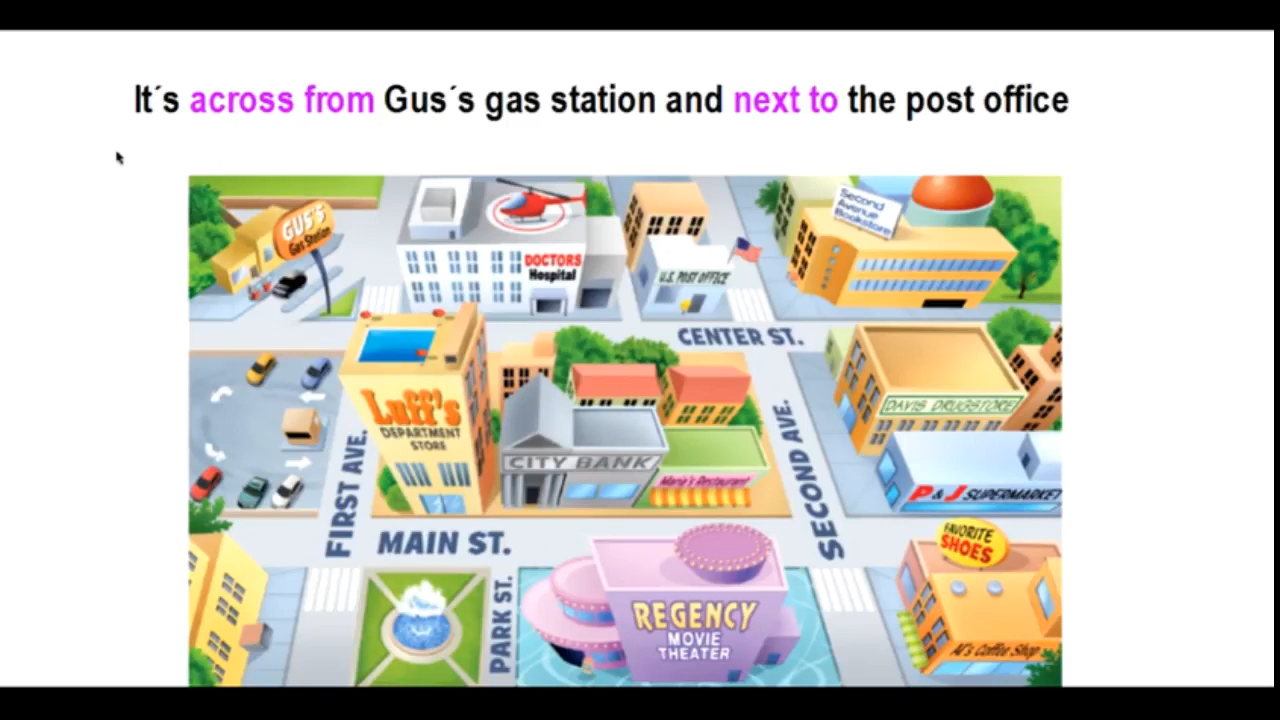 It´s across from Gus´s gas station and next to the post office
GUS'S
Gas Station
DOCTORS
Hospital
U.S. POST OFFICE
Second
Avenue
Bookstore
CENTER ST.
Luff's
DEPARTMENT
STORE
CITY BANK
Maria's Restaurant
DAVIS DRUGSTORE
P & J SUPERMARKET
FIRST AVE.
SECOND AVE.
MAIN ST.
FAVORITE
SHOES
PARK ST.
REGENCY
MOVIE
THEATER
Al's Coffee Shop